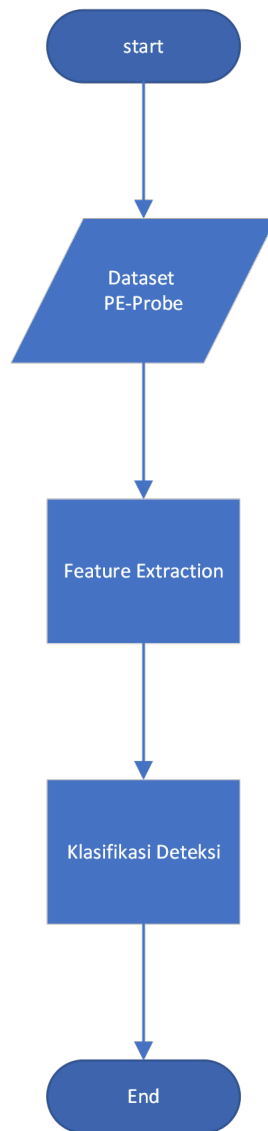 start
Dataset
PE-Probe
Feature Extraction
Klasifikasi Deteksi
End